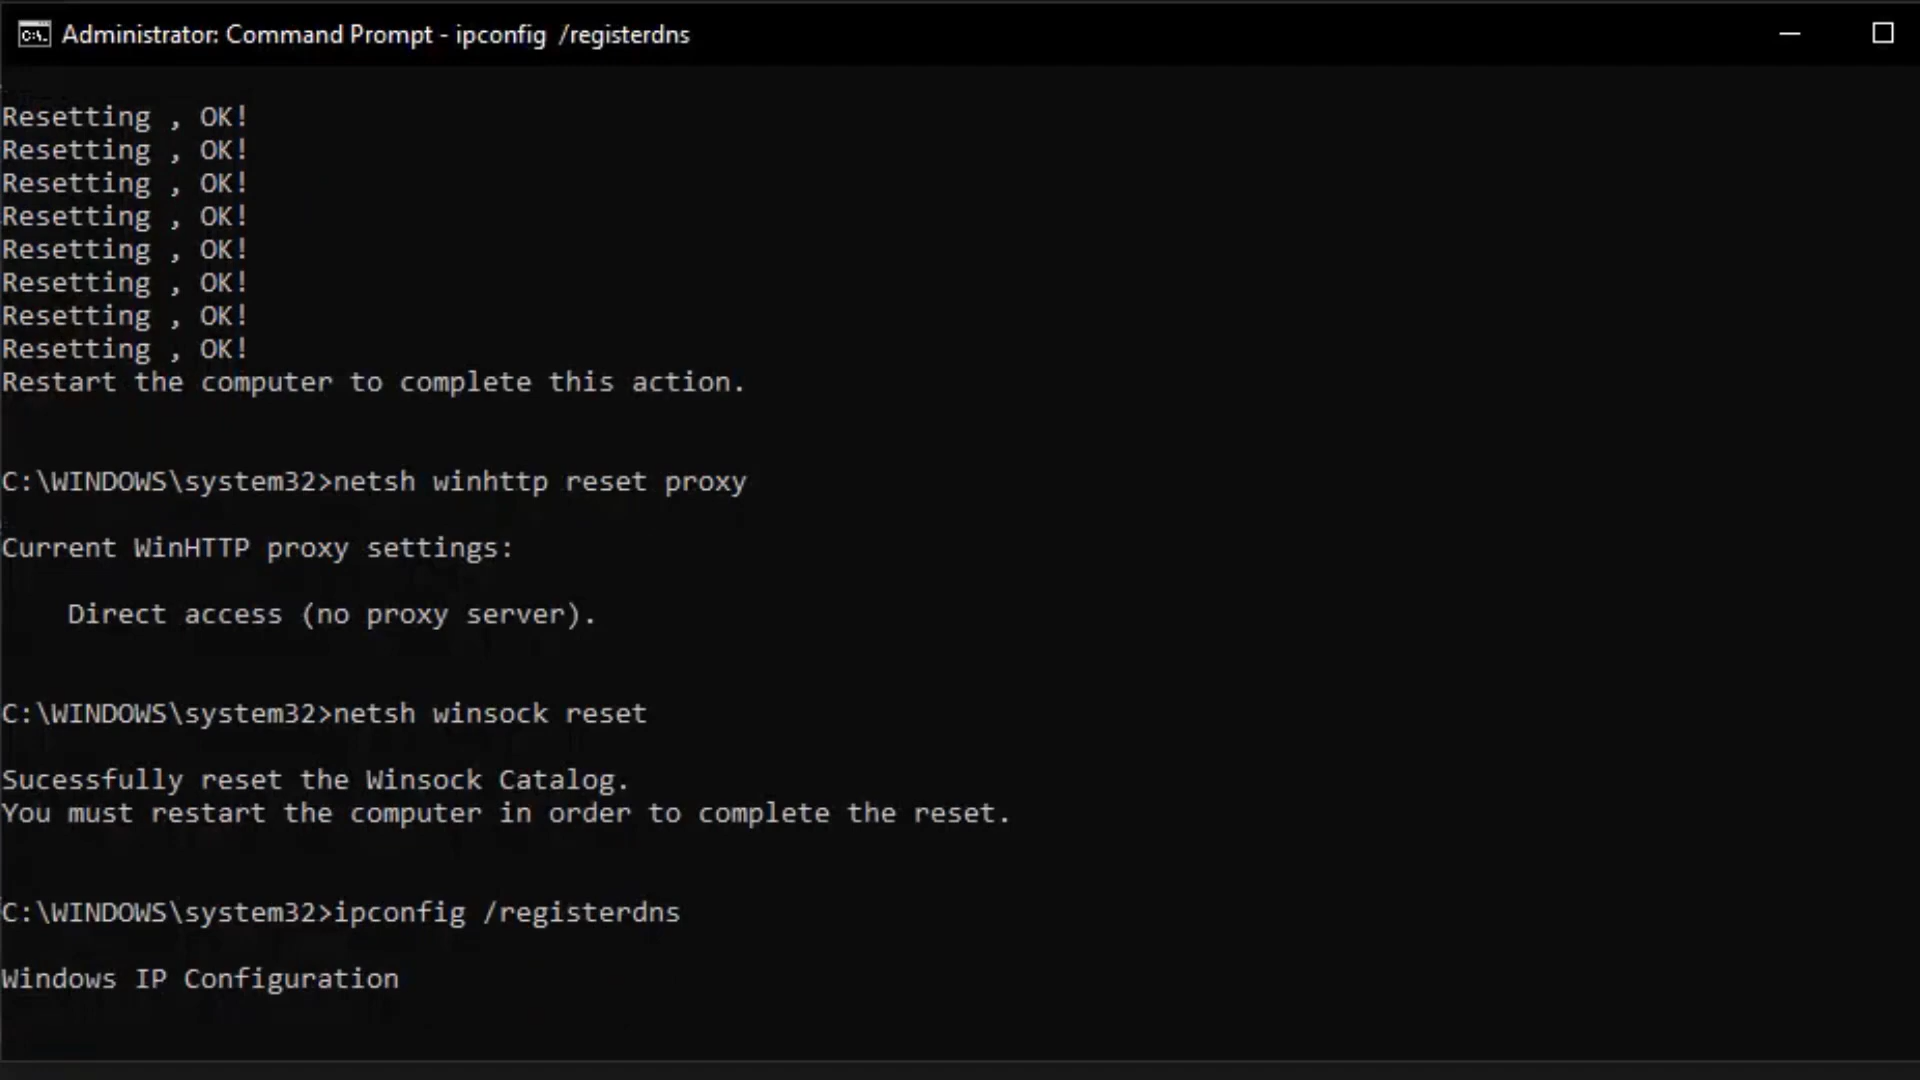 Administrator: Command Prompt - ipconfig  /registerdns
Resetting , OK!
Resetting , OK!
Resetting , OK!
Resetting , OK!
Resetting , OK!
Resetting , OK!
Resetting , OK!
Resetting , OK!
Restart the computer to complete this action.
C:\WINDOWS\system32>netsh winhttp reset proxy
Current WinHTTP proxy settings:
    Direct access (no proxy server).
C:\WINDOWS\system32>netsh winsock reset
Sucessfully reset the Winsock Catalog.
You must restart the computer in order to complete the reset.
C:\WINDOWS\system32>ipconfig /registerdns
Windows IP Configuration